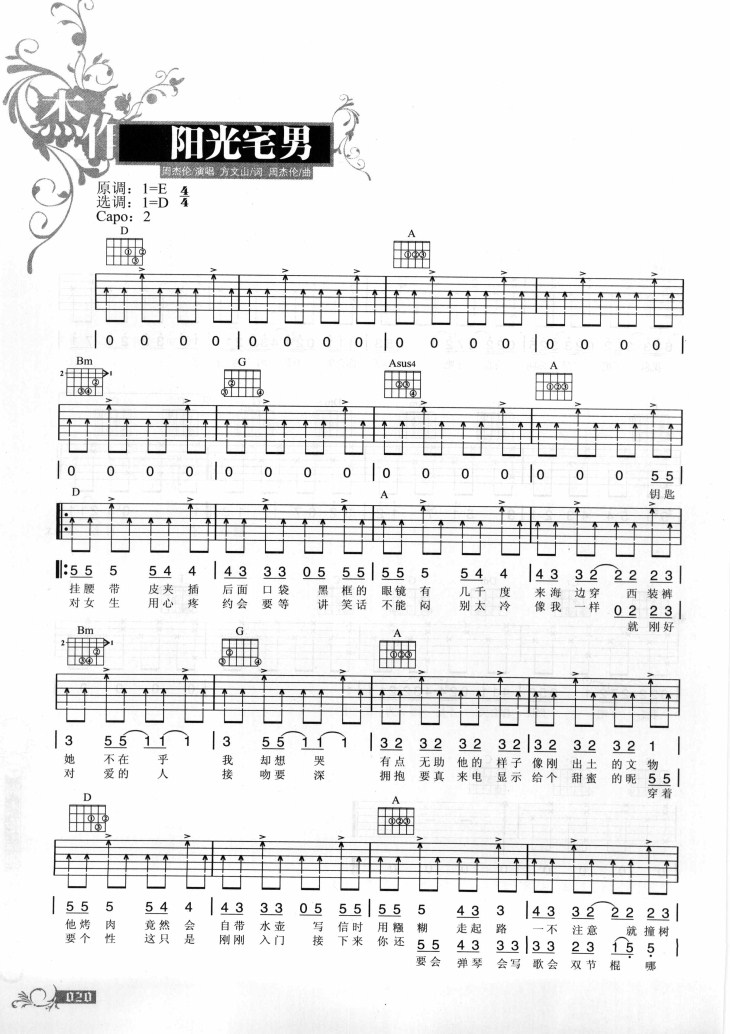 杰作
阳光宅男
周杰伦/演唱 方文山/词 周杰伦/曲
原调：1=E 4/4
选调：1=D
Capo：2
D A
0 0 0 0 | 0 0 0 0 | 0 0 0 0 | 0 0 0 0 |
Bm G Asus4 A
| 0 0 0 0 | 0 0 0 0 | 0 0 0 0 | 0 0 0 55 |
钥匙
D A
‖:55 5 54 4 | 43 33 05 55 | 55 5 54 4 | 43 32 22 23 |
挂腰 带 皮夹 插 后面 口袋 黑 框的 眼镜 有 几千 度 来海 边穿 西 装裤
对女 生 用心 疼 约会 要等 讲 笑话 不能 闷 别太 冷 像我 一样 02 23
就 刚好
Bm G A
| 3 55 11 1 | 3 55 11 1 | 32 32 32 32 | 32 32 32 1 |
她 不在 乎 我 却想 哭 有点 无助 他的 样子 像刚 出土 的文 物
对 爱的 人 接 吻要 深 拥抱 要真 来电 显示 给个 甜蜜 的昵 55
穿着
D A
| 55 5 54 4 | 43 33 05 55 | 55 5 43 3 | 43 32 22 23 |
他烤 肉 竟然 会 自带 水壶 写 信时 用糨 糊 走起 路 一不 注意 就 撞树
要个 性 这只 是 刚刚 入门 接 下来 你还 55 55 43 33 43 23 15 5
要会 弹琴 会写 歌会 双节 棍 哪
020